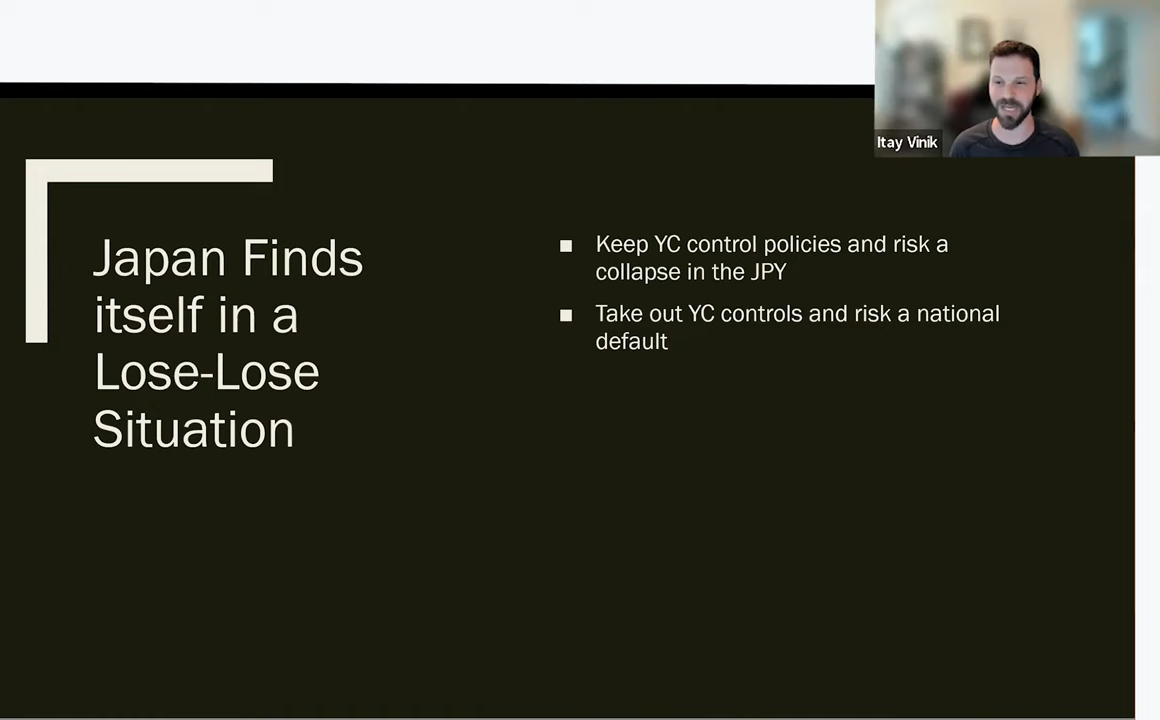 Itay Vinik
Japan Finds
itself in a
Lose-Lose
Situation
■ Keep YC control policies and risk a
collapse in the JPY
■ Take out YC controls and risk a national
default